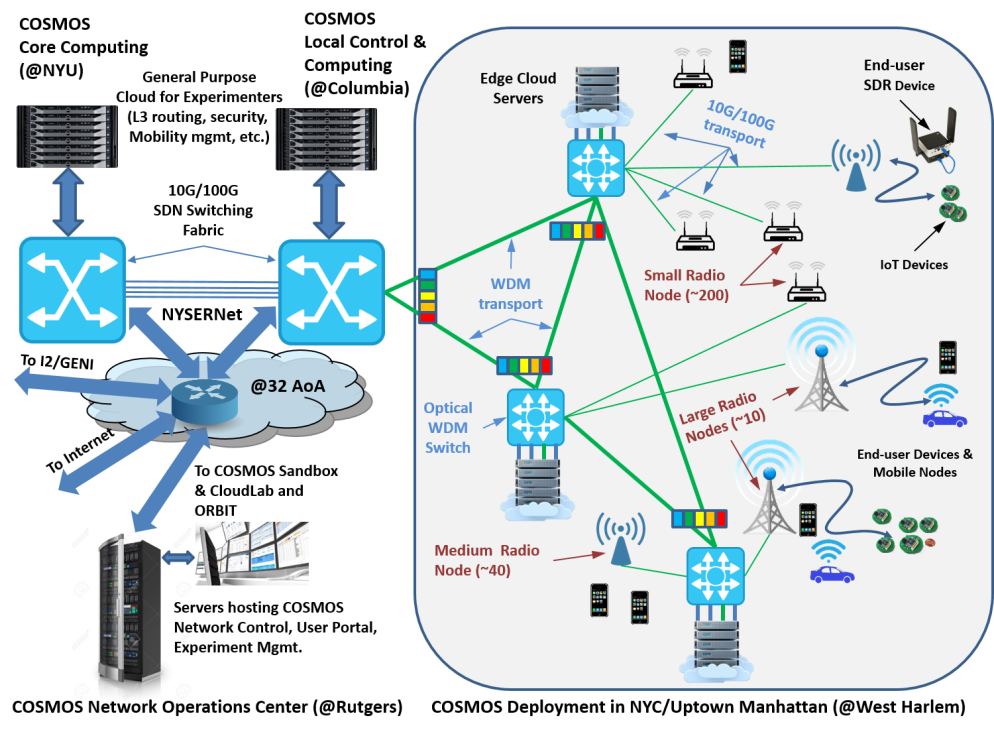 COSMOS
Core Computing
(@NYU)
COSMOS
Local Control &
Computing
(@Columbia)
General Purpose
Cloud for Experimenters
(L3 routing, security,
Mobility mgmt, etc.)
10G/100G
SDN Switching
Fabric
NYSERNet
To I2/GENI
@32 AoA
To Internet
To COSMOS Sandbox
& CloudLab and
ORBIT
Servers hosting COSMOS
Network Control, User Portal,
Experiment Mgmt.
COSMOS Network Operations Center (@Rutgers)
Edge Cloud
Servers
10G/100G
transport
End-user
SDR Device
IoT Devices
Small Radio
Node (~200)
WDM
transport
Optical
WDM
Switch
Large Radio
Nodes (~10)
End-user Devices &
Mobile Nodes
Medium Radio
Node (~40)
COSMOS Deployment in NYC/Uptown Manhattan (@West Harlem)